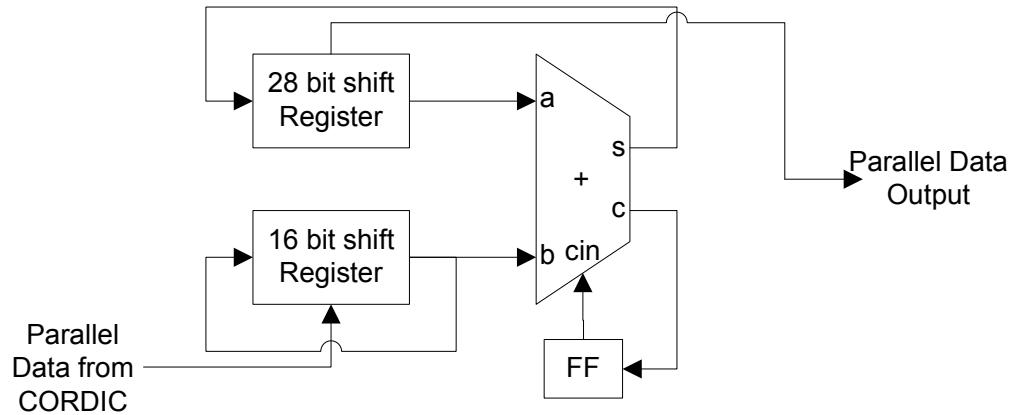 28 bit shift
Register
a
s
+
Parallel Data
Output
c
16 bit shift
Register
b
cin
Parallel
Data from
CORDIC
FF